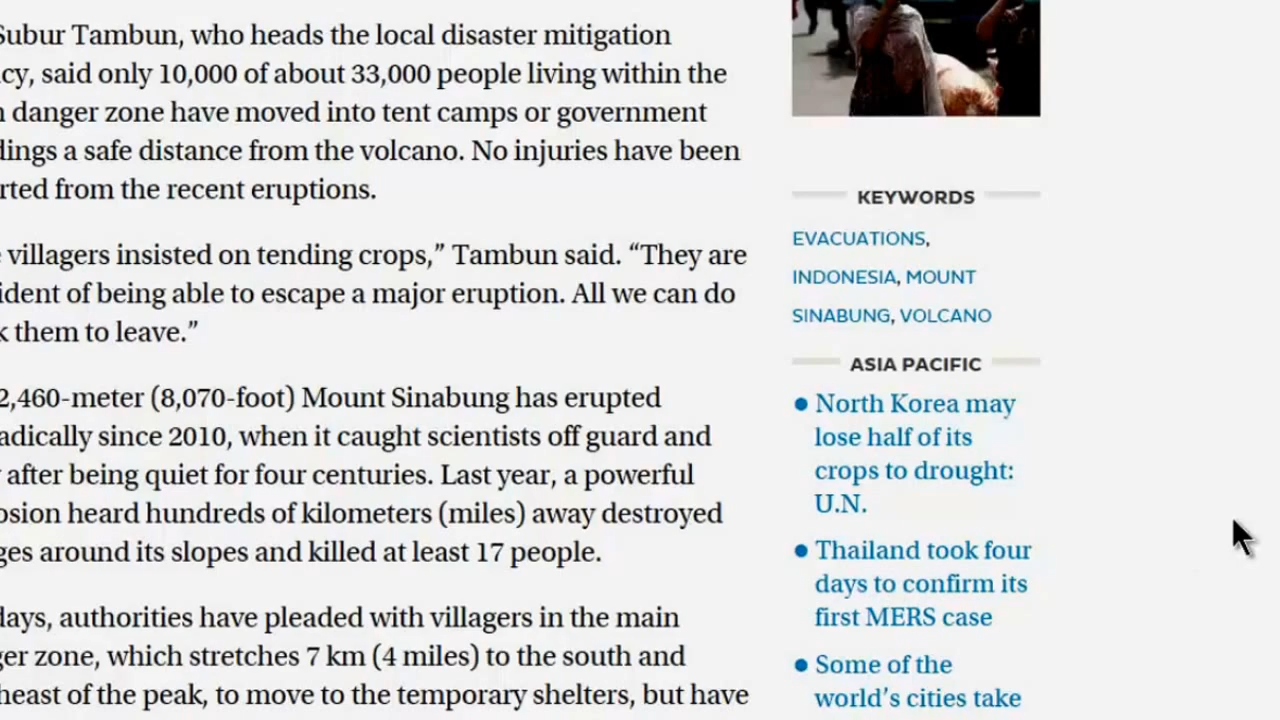 Subur Tambun, who heads the local disaster mitigation
cy, said only 10,000 of about 33,000 people living within the
danger zone have moved into tent camps or government
dings a safe distance from the volcano. No injuries have been
rted from the recent eruptions.
villagers insisted on tending crops,” Tambun said. “They are
ident of being able to escape a major eruption. All we can do
k them to leave.”
2,460-meter (8,070-foot) Mount Sinabung has erupted
adically since 2010, when it caught scientists off guard and
after being quiet for four centuries. Last year, a powerful
osion heard hundreds of kilometers (miles) away destroyed
ges around its slopes and killed at least 17 people.
days, authorities have pleaded with villagers in the main
ger zone, which stretches 7 km (4 miles) to the south and
heast of the peak, to move to the temporary shelters, but have
KEYWORDS
EVACUATIONS,
INDONESIA, MOUNT
SINABUNG, VOLCANO
ASIA PACIFIC
North Korea may
lose half of its
crops to drought:
U.N.
Thailand took four
days to confirm its
first MERS case
Some of the
world’s cities take